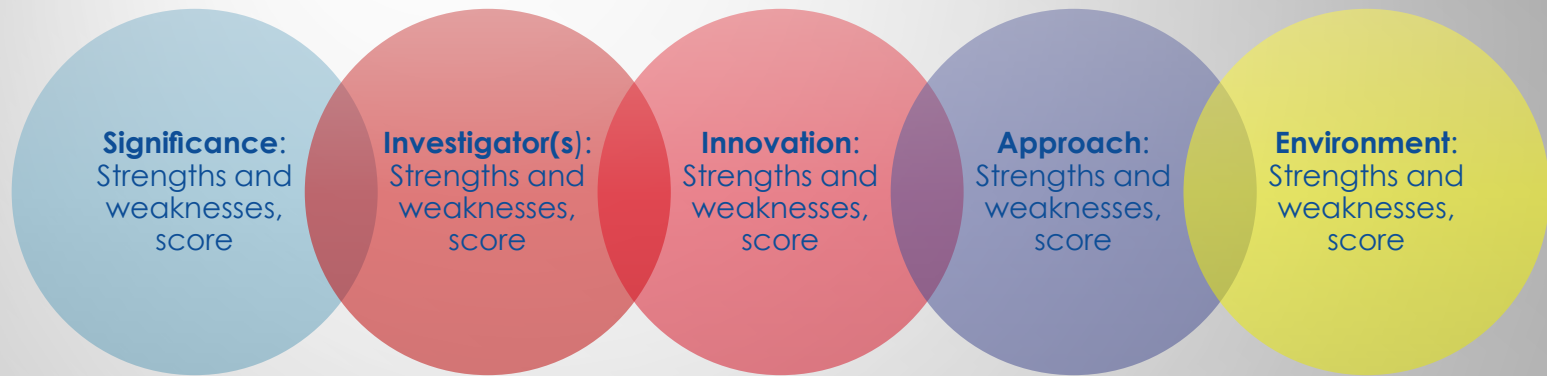 Significance:
Strengths and
weaknesses,
score
Investigator(s):
Strengths and
weaknesses,
score
Innovation:
Strengths and
weaknesses,
score
Approach:
Strengths and
weaknesses,
score
Environment:
Strengths and
weaknesses,
score